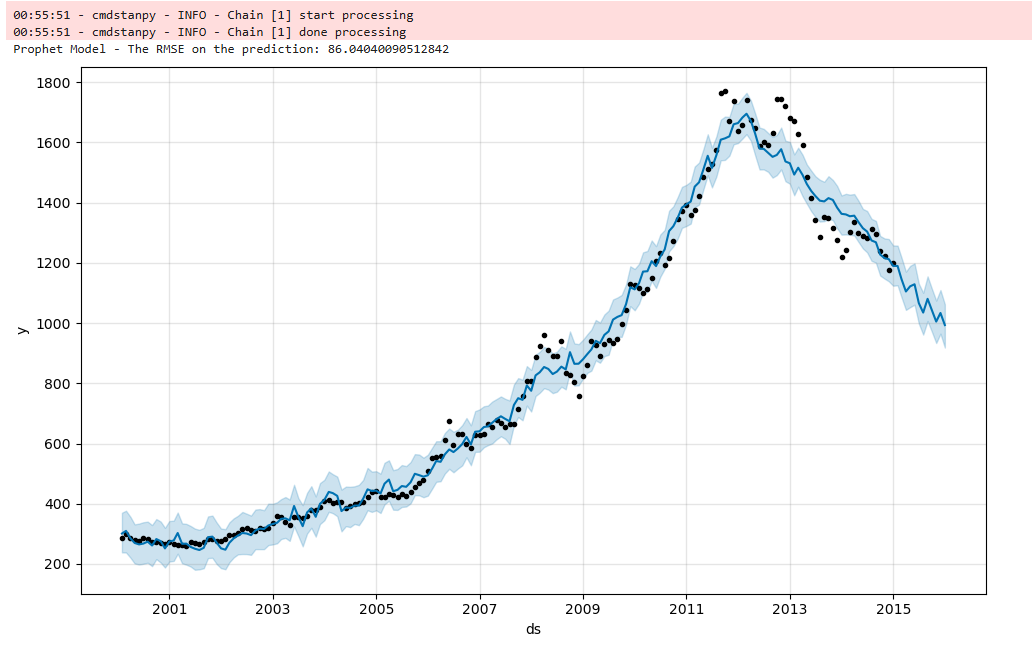 00:55:51 - cmdstanpy - INFO - Chain [1] start processing
00:55:51 - cmdstanpy - INFO - Chain [1] done processing
Prophet Model - The RMSE on the prediction: 86.04040090512842
1800
1600
1400
1200
1000
800
600
400
200
y
2001 2003 2005 2007 2009 2011 2013 2015
ds